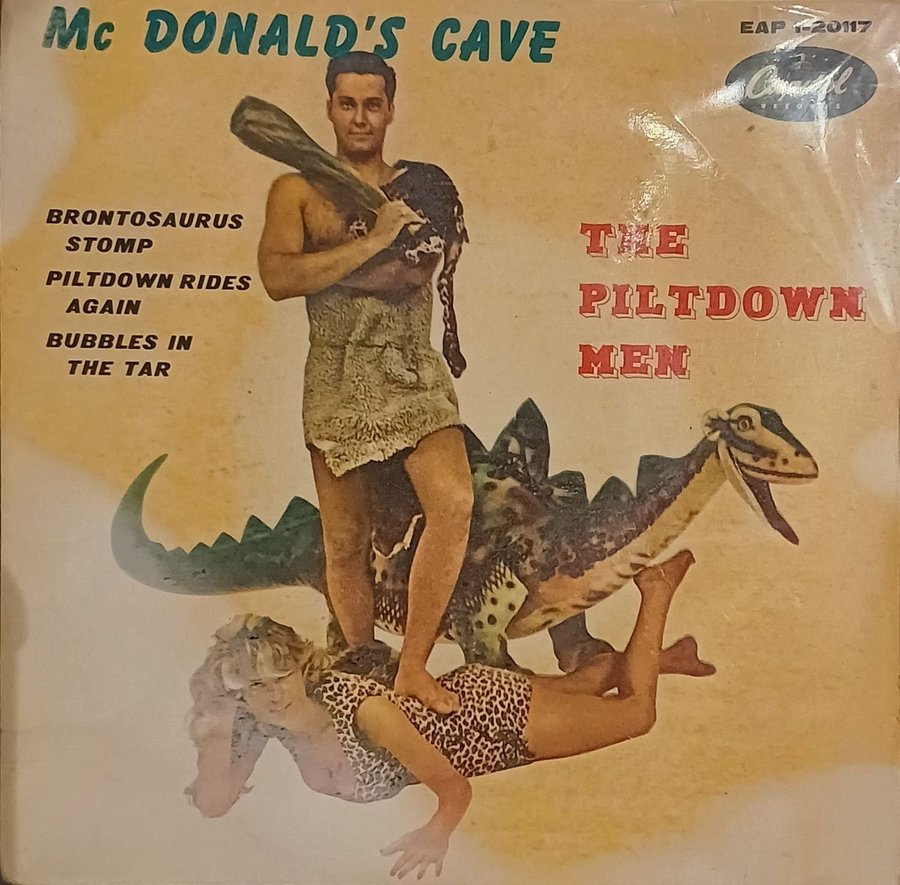 Mc DONALD'S CAVE
EAP 1-20117
Capitol
RECORDS
BRONTOSAURUS
STOMP
PILTDOWN RIDES
AGAIN
BUBBLES IN
THE TAR
THE
PILTDOWN
MEN